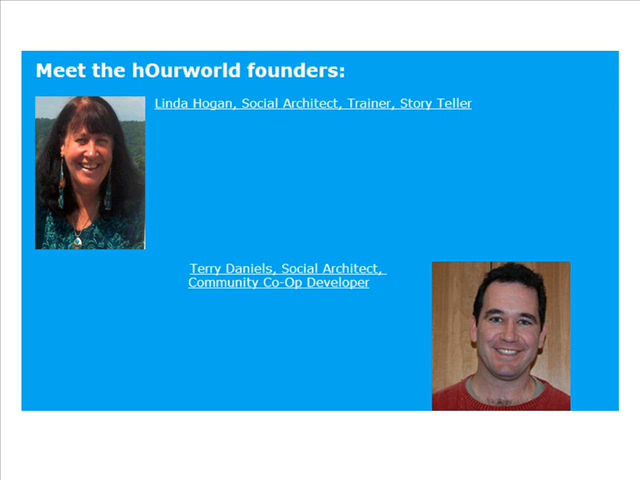 Meet the hOurworld founders:
Linda Hogan, Social Architect, Trainer, Story Teller
Terry Daniels, Social Architect,
Community Co-Op Developer